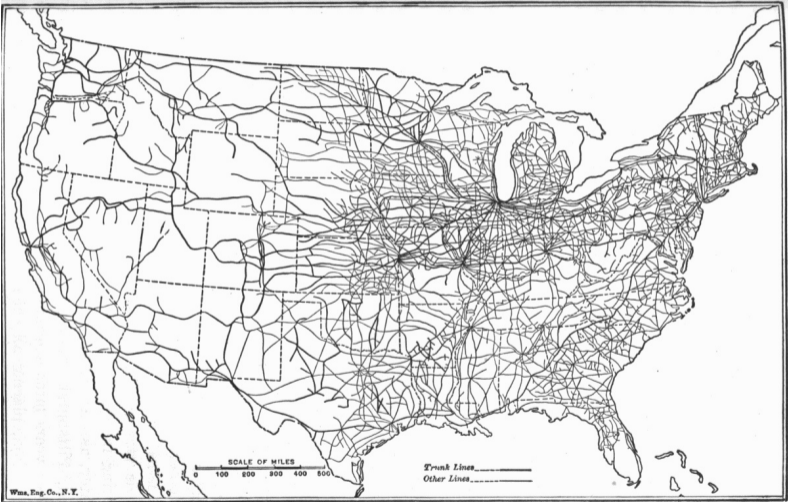 SCALE OF MILES
0 100 200 300 400 500
Trunk Lines
Other Lines
Wms. Eng. Co., N.Y.